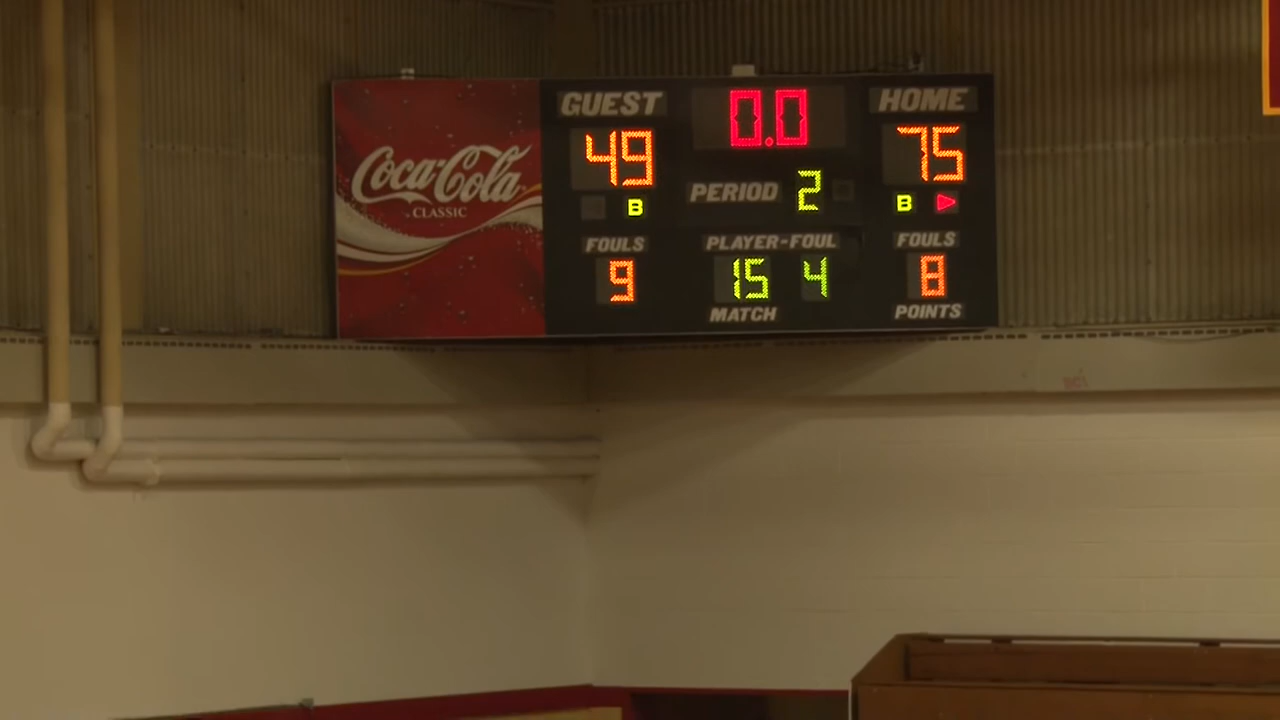 Coca-Cola
CLASSIC
GUEST
0.0
HOME
49
75
PERIOD 2
B
B
FOULS
PLAYER-FOUL
FOULS
9
15 4
8
MATCH
POINTS